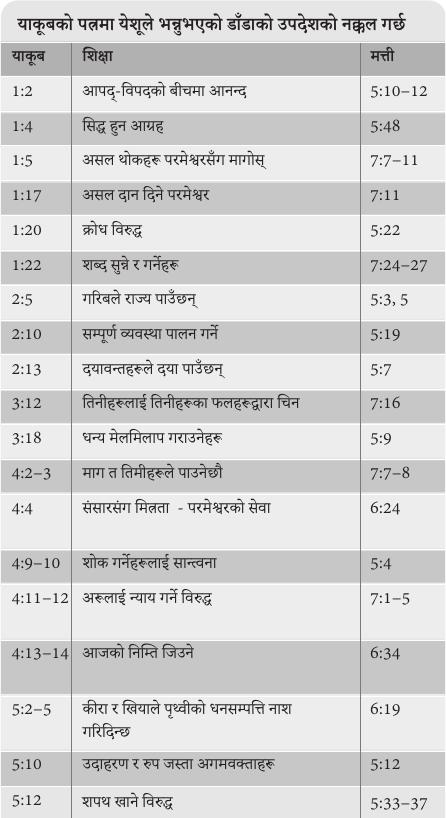 याकूबको पत्रमा येशूले भन्नुभएको डाँडाको उपदेशको नक्कल गर्छ
याकूब शिक्षा मत्ती
1:2 आपद्-विपदको बीचमा आनन्द 5:10–12
1:4 सिद्ध हुन आग्रह 5:48
1:5 असल थोकहरू परमेश्वरसँग मागोस् 7:7–11
1:17 असल दान दिने परमेश्वर 7:11
1:20 क्रोध विरुद्ध 5:22
1:22 शब्द सुन्ने र गर्नेहरू 7:24–27
2:5 गरिबले राज्य पाउँछन् 5:3, 5
2:10 सम्पूर्ण व्यवस्था पालन गर्ने 5:19
2:13 दयावन्तहरूले दया पाउँछन् 5:7
3:12 तिनीहरूलाई तिनीहरूका फलहरूद्वारा चिन 7:16
3:18 धन्य मेलमिलाप गराउनेहरू 5:9
4:2–3 माग त तिमीहरूले पाउनेछौ 7:7–8
4:4 संसारसंग मित्रता - परमेश्वरको सेवा 6:24
4:9–10 शोक गर्नेहरूलाई सान्त्वना 5:4
4:11–12 अरूलाई न्याय गर्ने विरुद्ध 7:1–5
4:13–14 आजको निम्ति जिउने 6:34
5:2–5 कीरा र खियाले पृथ्वीको धनसम्पत्ति नाश 6:19
गरिदिन्छ
5:10 उदाहरण र रुप जस्ता अगमवक्ताहरू 5:12
5:12 शपथ खाने विरुद्ध 5:33–37